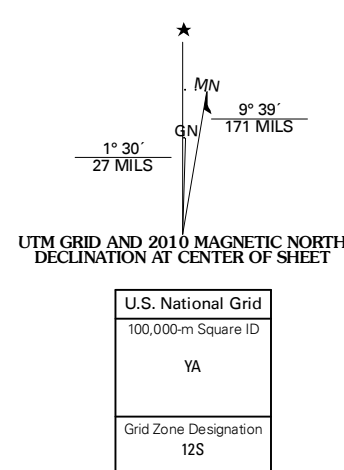 MN
GN
9° 39´
171 MILS
1° 30´
27 MILS
UTM GRID AND 2010 MAGNETIC NORTH
DECLINATION AT CENTER OF SHEET
U.S. National Grid
100,000-m Square ID
YA
Grid Zone Designation
12S